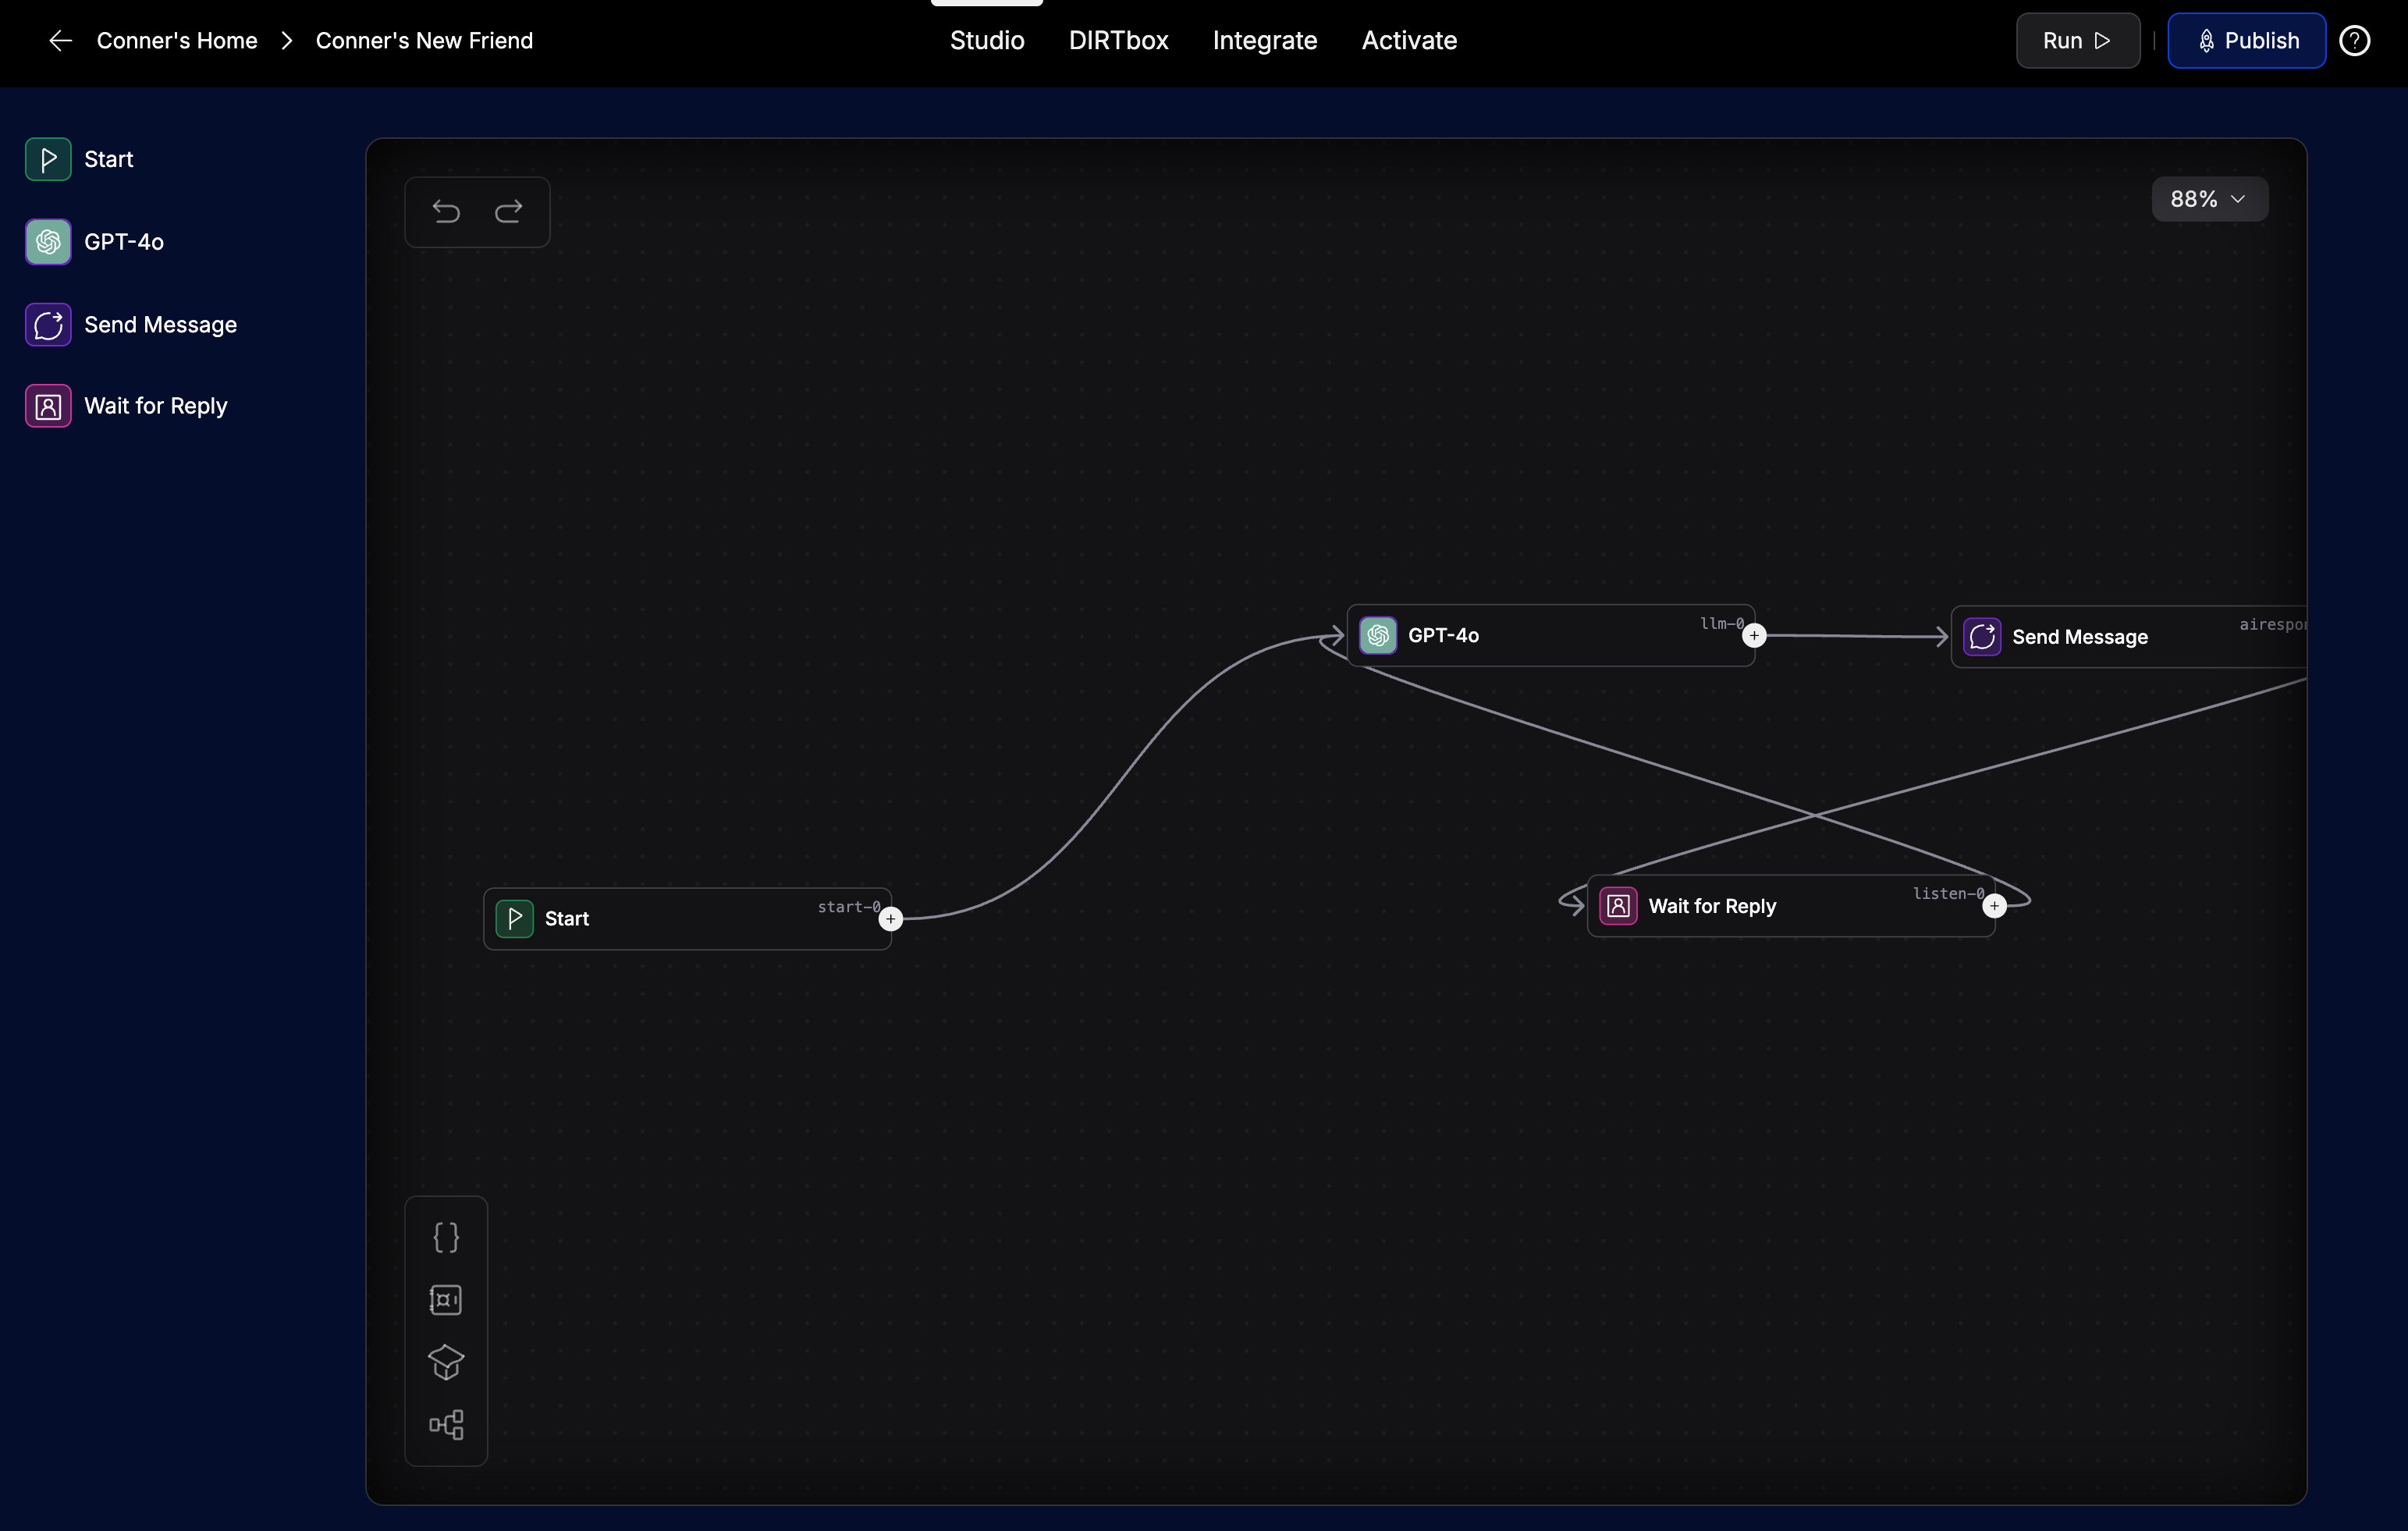 Conner's Home
Conner's New Friend
Studio
DIRTbox
Integrate
Activate
Run
Publish
Start
GPT-4o
Send Message
Wait for Reply
88%
GPT-4o
llm-0
Send Message
airespon
Start
start-0
Wait for Reply
listen-0